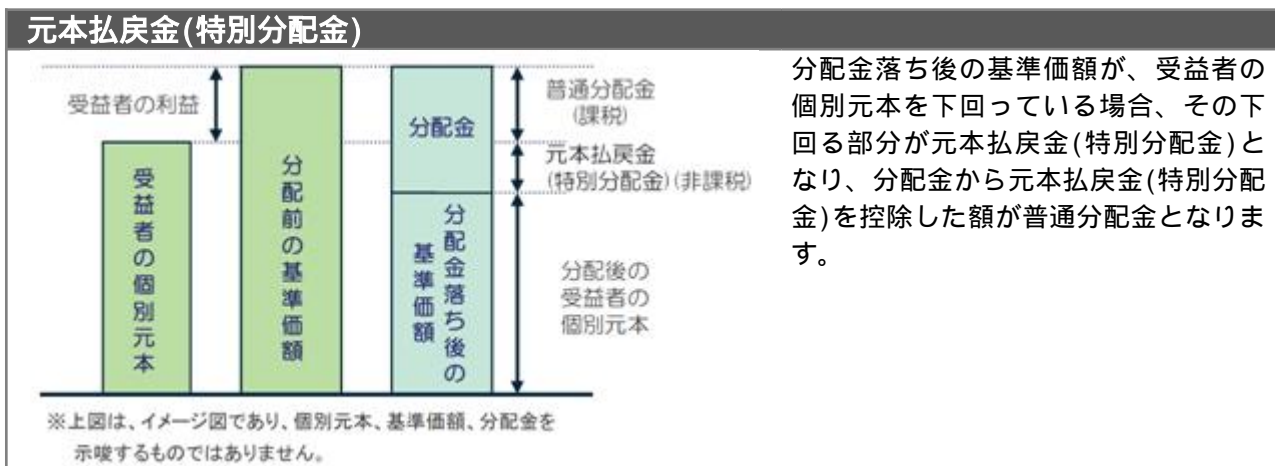 元本払戻金(特別分配金)
受益者の利益
受益者の個別元本
分配前の基準価額
分配金
分配金落ち後の
基準価額
普通分配金
(課税)
元本払戻金
(特別分配金)(非課税)
分配後の
受益者の
個別元本
※上図は、イメージ図であり、個別元本、基準価額、分配金を
示唆するものではありません。
分配金落ち後の基準価額が、受益者の
個別元本を下回っている場合、その下
回る部分が元本払戻金(特別分配金)と
なり、分配金から元本払戻金(特別分配
金)を控除した額が普通分配金となりま
す。